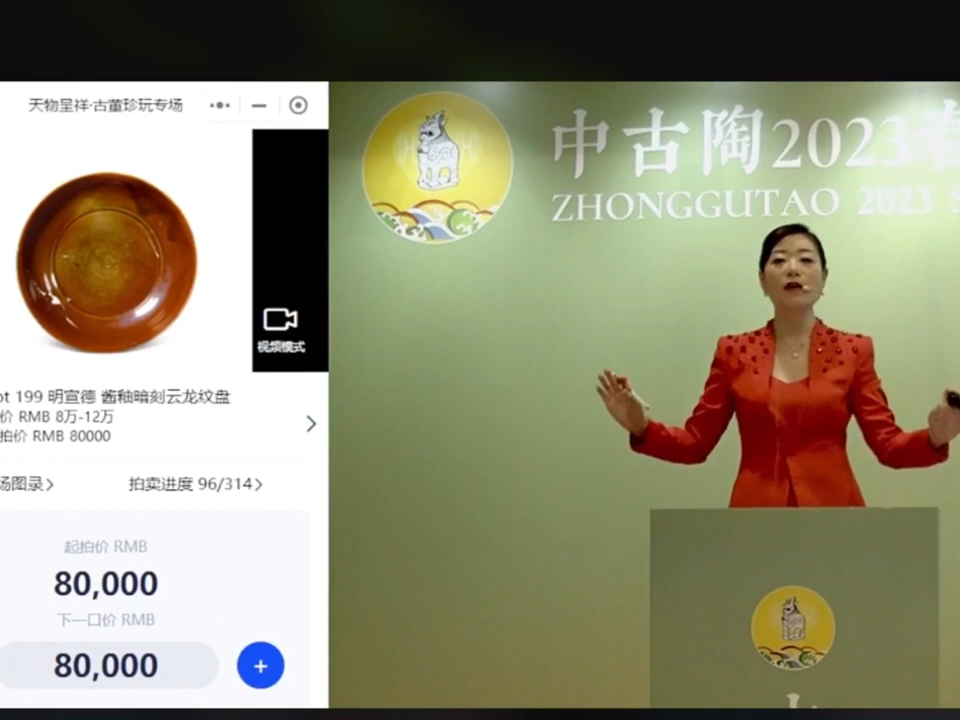 天物呈祥·古董珍玩专场
视频模式
ot 199 明宣德 酱釉暗刻云龙纹盘
价 RMB 8万-12万
拍价 RMB 80000
场图录>
拍卖进度 96/314>
起拍价 RMB
80,000
下一口价 RMB
80,000
+
中古陶2023春
ZHONGGUTAO 2023 S